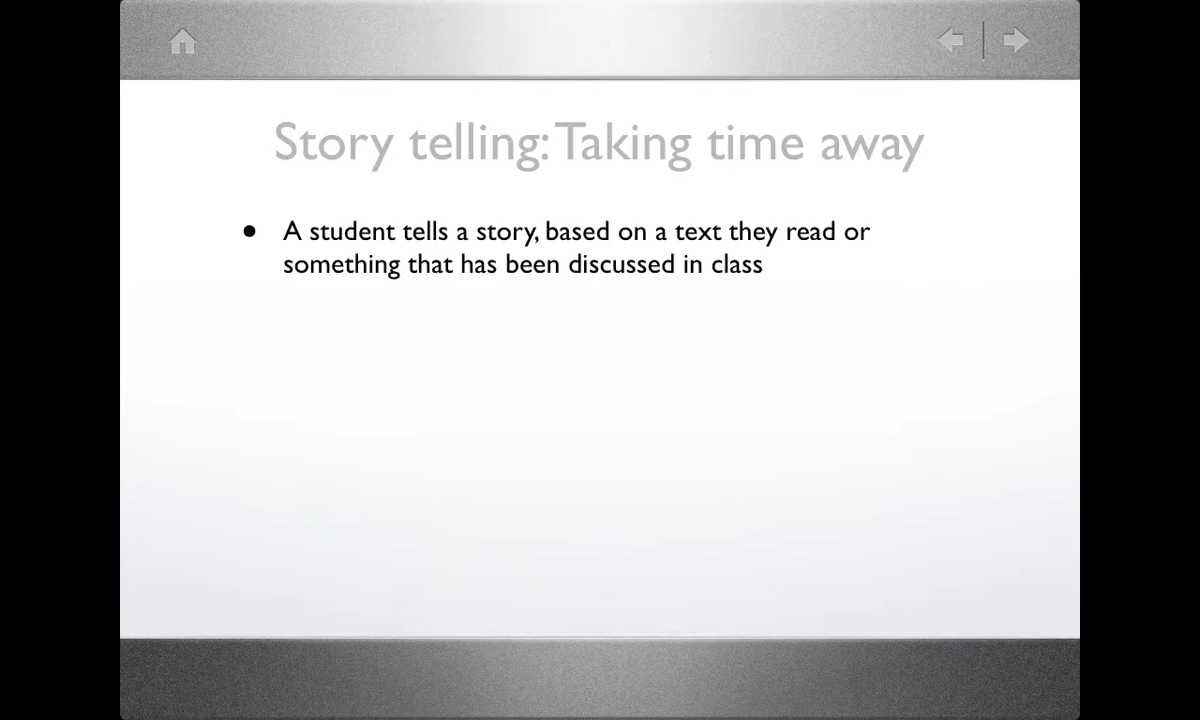 Story telling: Taking time away
• A student tells a story, based on a text they read or
something that has been discussed in class